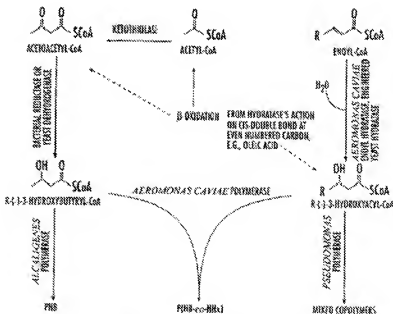 O O
SCoA
ACETOACETYL-CoA
KETOTHIOLASE
O
SCoA
ACETYL-CoA
O
R SCoA
ENOYL-CoA
BACTERIAL REDUCTASE OR
YEAST DEHYDROGENASE
β OXIDATION
FROM HYDRATASE'S ACTION
ON CIS-DOUBLE BOND AT
EVEN NUMBERED CARBON,
E.G., OLEIC ACID
H₂O
AEROMONAS CAVIAE
ENOYL HYDRATASE, ENGINEERED
YEAST HYDRATASE
OH O
SCoA
R-(-)-3-HYDROXYBUTYRYL-CoA
AEROMONAS CAVIAE POLYMERASE
OH O
R SCoA
R-(-)-3-HYDROXYACYL-CoA
ALCALIGENES
POLYMERASE
PSEUDOMONAS
POLYMERASE
PHB
P(HB-co-HHx)
MIXED COPOLYMERS